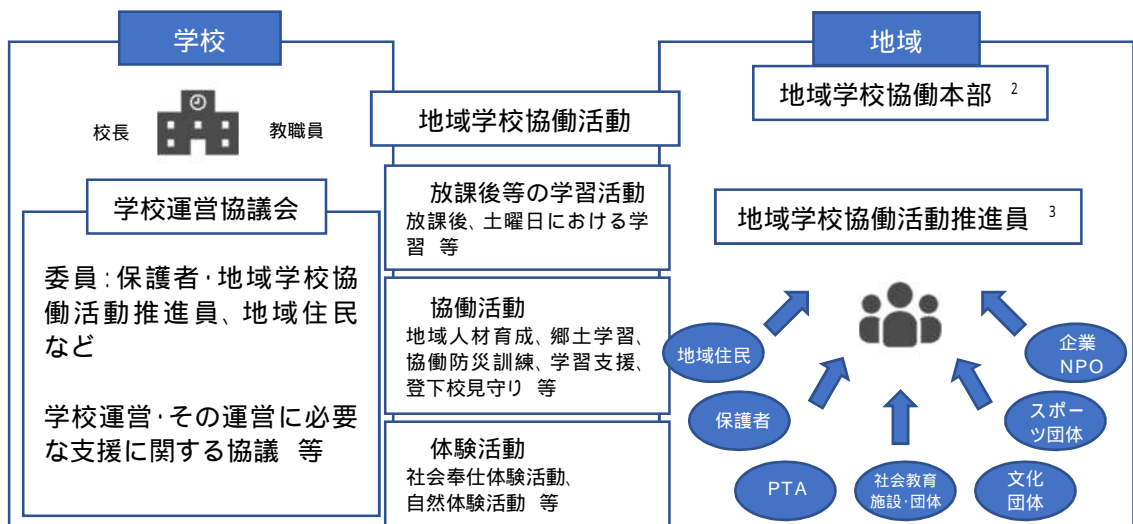 学校
校長
教職員
学校運営協議会
委員:保護者・地域学校協
働活動推進員、地域住民
など
学校運営・その運営に必要
な支援に関する協議 等
地域学校協働活動
放課後等の学習活動
放課後、土曜日における学
習 等
協働活動
地域人材育成、郷土学習、
協働防災訓練、学習支援、
登下校見守り 等
体験活動
社会奉仕体験活動、
自然体験活動 等
地域
地域学校協働本部 2
地域学校協働活動推進員 3
地域住民
保護者
PTA
社会教育
施設・団体
文化
団体
スポー
ツ団体
企業
NPO